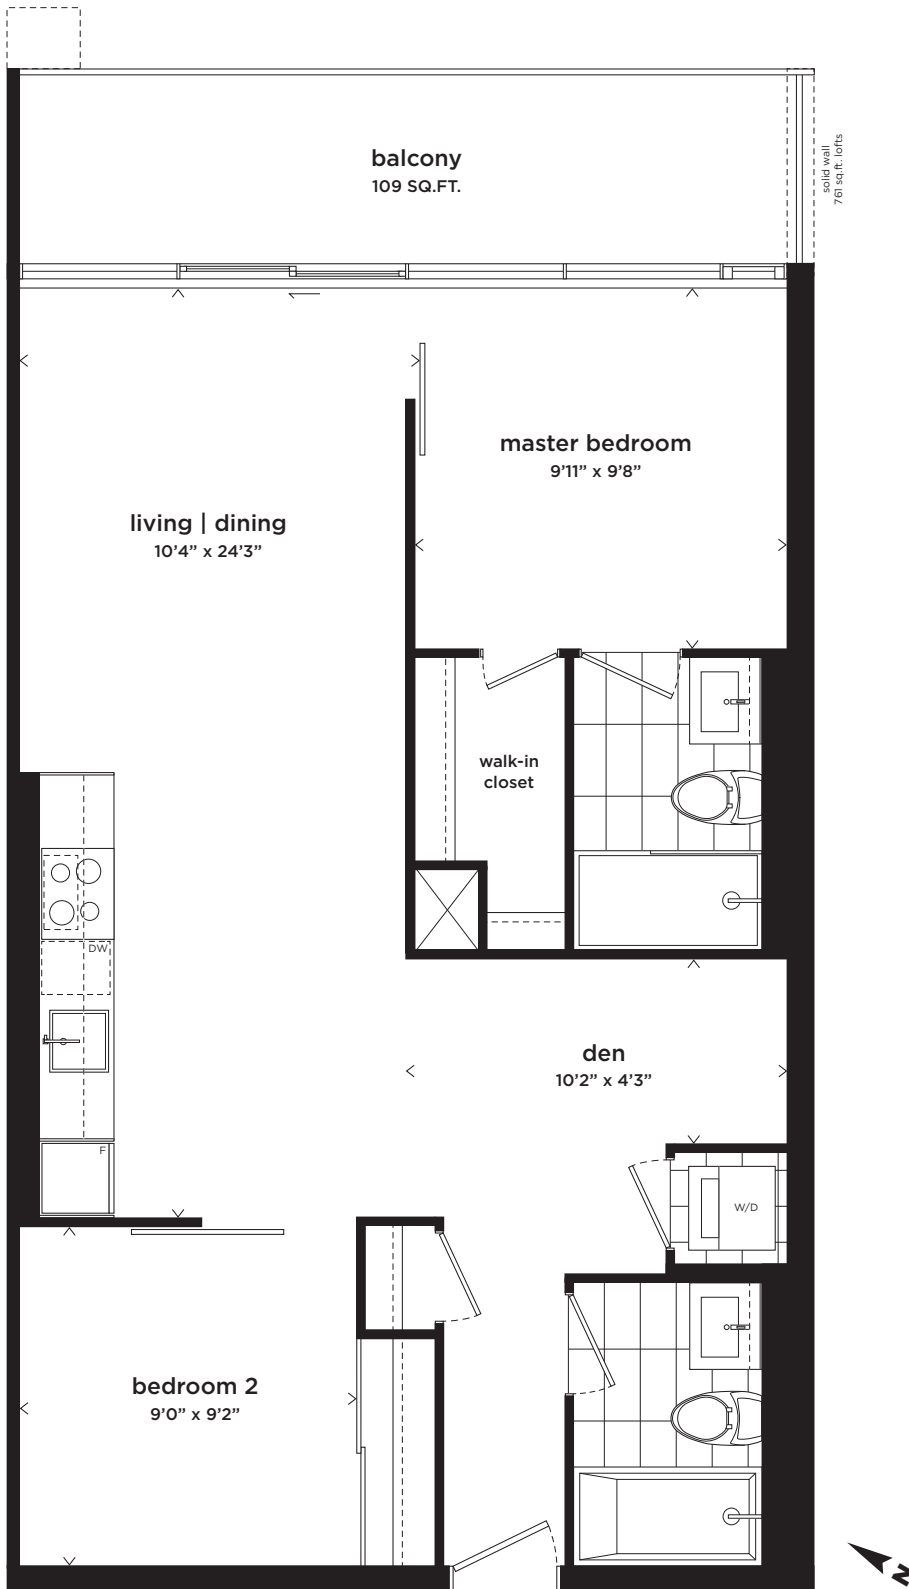 balcony
109 SQ.FT.
solid wall
761 sq.ft. lofts
master bedroom
9'11” x 9'8”
living | dining
10'4” x 24'3”
walk-in
closet
DW
den
10'2” x 4'3”
F
W/D
bedroom 2
9'0” x 9'2”
N